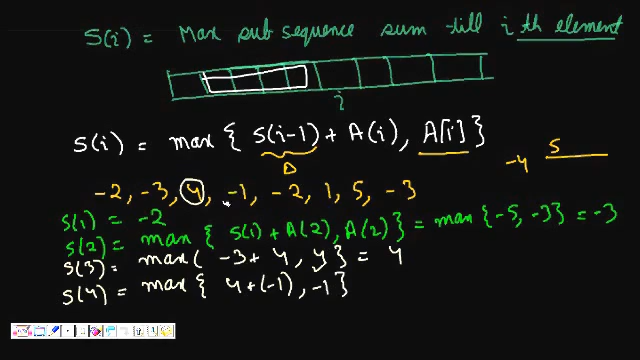 S(i) = Max subsequence sum till i th element
i
S(i) = max { S(i-1) + A(i), A[i] }
-4 5
-2, -3, 4, -1, -2, 1, 5, -3
S(1) = -2
S(2) = max { S(1) + A(2), A(2) } = max { -5, -3 } = -3
S(3) = max ( -3 + 4, 4 } = 4
S(4) = max { 4 + (-1), -1 }